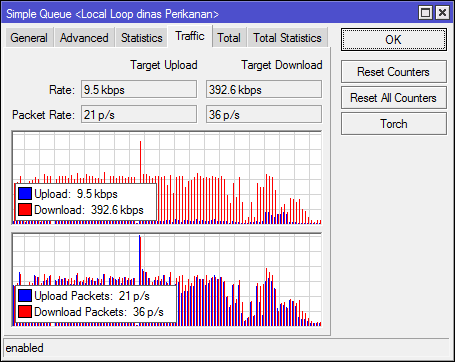 Simple Queue <Local Loop dinas Perikanan>
General Advanced Statistics Traffic Total Total Statistics
OK
Reset Counters
Reset All Counters
Torch
Target Upload Target Download
Rate: 9.5 kbps 392.6 kbps
Packet Rate: 21 p/s 36 p/s
Upload: 9.5 kbps
Download: 392.6 kbps
Upload Packets: 21 p/s
Download Packets: 36 p/s
enabled